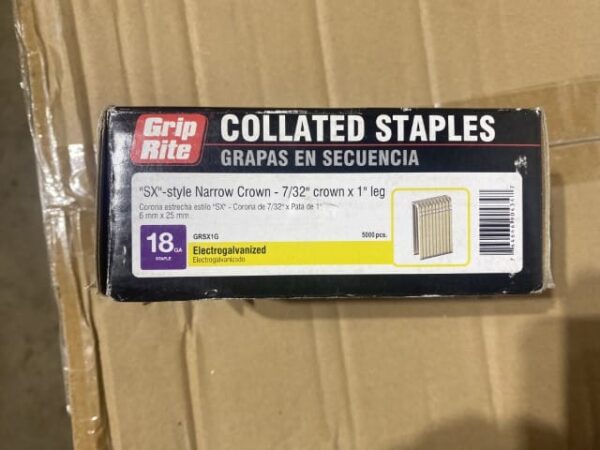 Grip
Rite
COLLATED STAPLES
GRAPAS EN SECUENCIA
"SX"-style Narrow Crown - 7/32" crown x 1" leg
Corona estrecha estilo "SX" - Corona de 7/32" x Pata de 1"
6 mm x 25 mm
18 GA
STAPLE
GRSX1G
5000 pcs.
Electrogalvanized
Electrogalvanizado